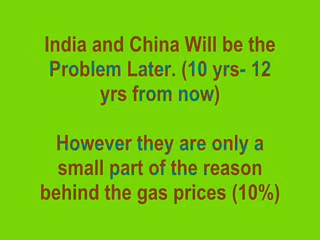 India and China Will be the
Problem Later. (10 yrs- 12
yrs from now)
However they are only a
small part of the reason
behind the gas prices (10%)